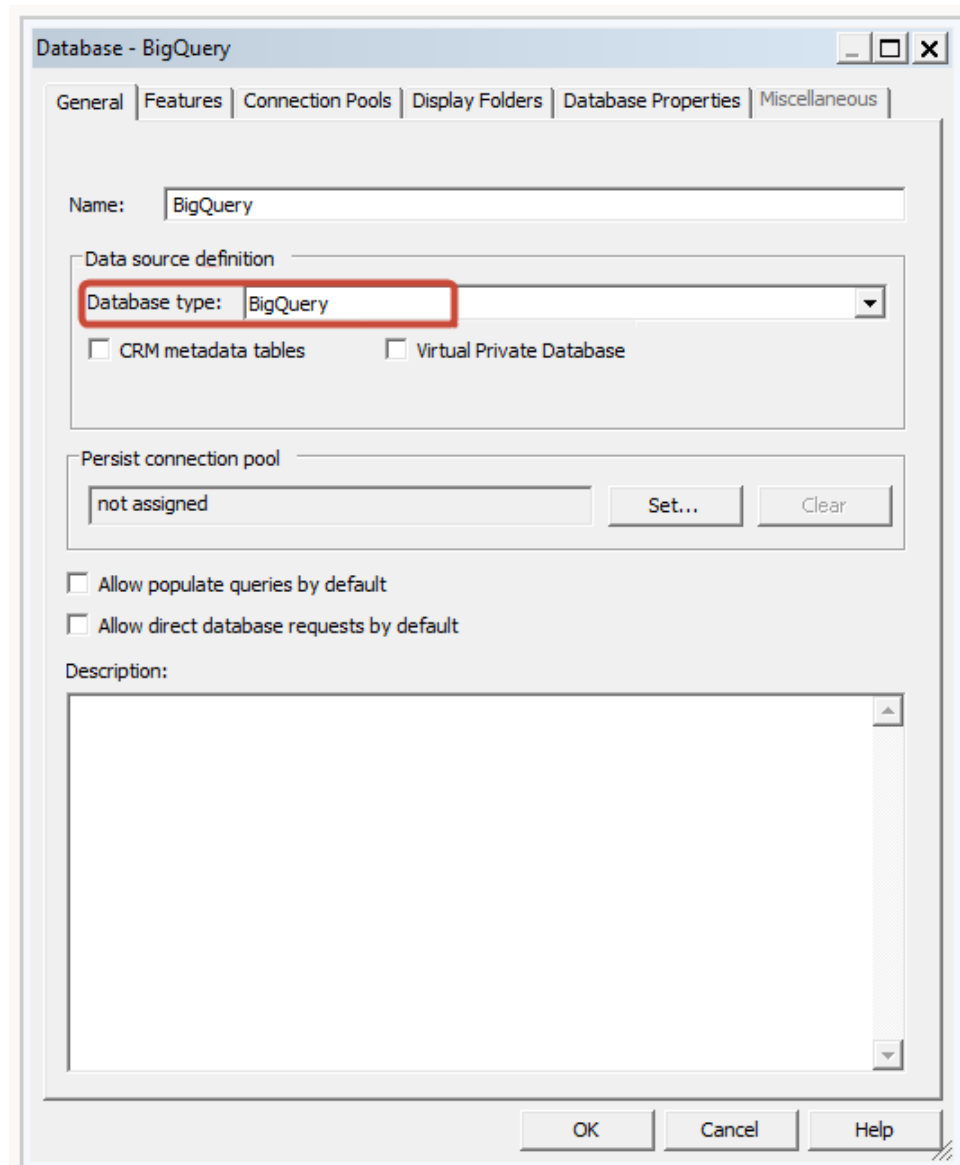 Database - BigQuery
General Features Connection Pools Display Folders Database Properties Miscellaneous
Name: BigQuery
Data source definition
Database type: BigQuery
CRM metadata tables Virtual Private Database
Persist connection pool
not assigned Set... Clear
Allow populate queries by default
Allow direct database requests by default
Description:
OK Cancel Help